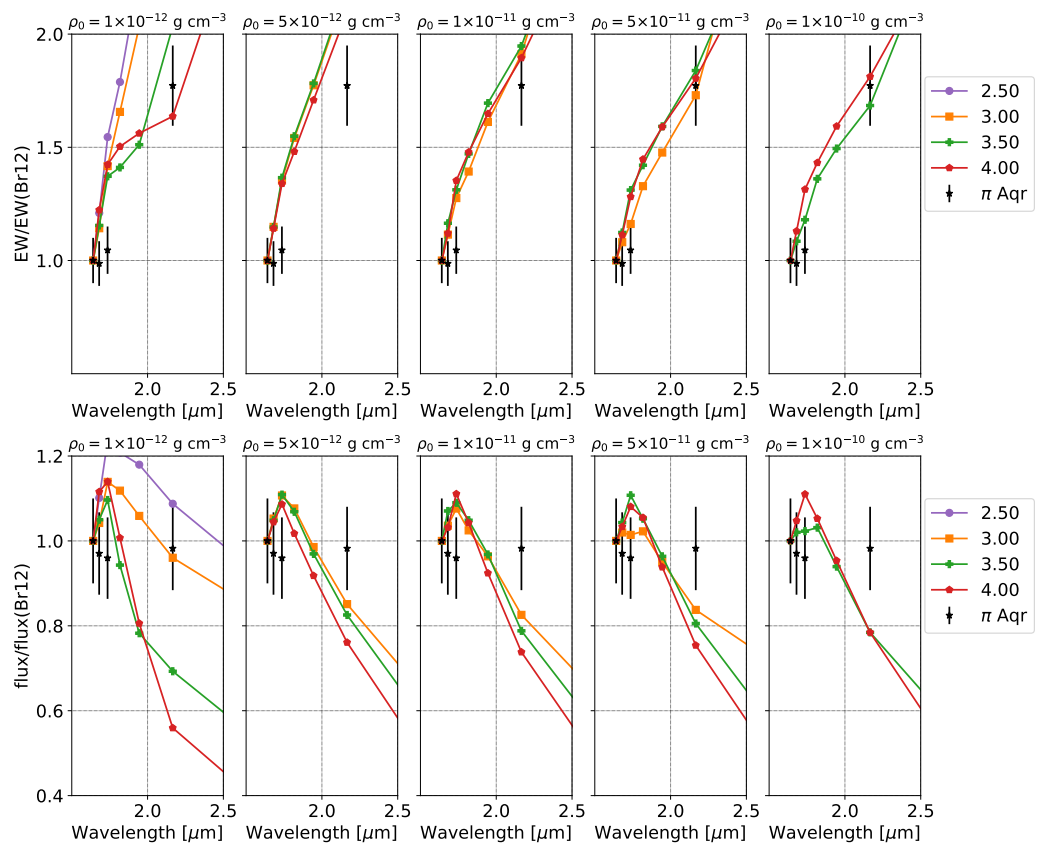 ρ₀ = 1×10⁻¹² g cm⁻³ ρ₀ = 5×10⁻¹² g cm⁻³ ρ₀ = 1×10⁻¹¹ g cm⁻³ ρ₀ = 5×10⁻¹¹ g cm⁻³ ρ₀ = 1×10⁻¹⁰ g cm⁻³
EW/EW(Br12)
2.0
1.5
1.0
2.50
3.00
3.50
4.00
π Aqr
2.0 2.5 2.0 2.5 2.0 2.5 2.0 2.5 2.0 2.5
Wavelength [μm] Wavelength [μm] Wavelength [μm] Wavelength [μm] Wavelength [μm]
ρ₀ = 1×10⁻¹² g cm⁻³ ρ₀ = 5×10⁻¹² g cm⁻³ ρ₀ = 1×10⁻¹¹ g cm⁻³ ρ₀ = 5×10⁻¹¹ g cm⁻³ ρ₀ = 1×10⁻¹⁰ g cm⁻³
flux/flux(Br12)
1.2
1.0
0.8
0.6
0.4
2.50
3.00
3.50
4.00
π Aqr
2.0 2.5 2.0 2.5 2.0 2.5 2.0 2.5 2.0 2.5
Wavelength [μm] Wavelength [μm] Wavelength [μm] Wavelength [μm] Wavelength [μm]